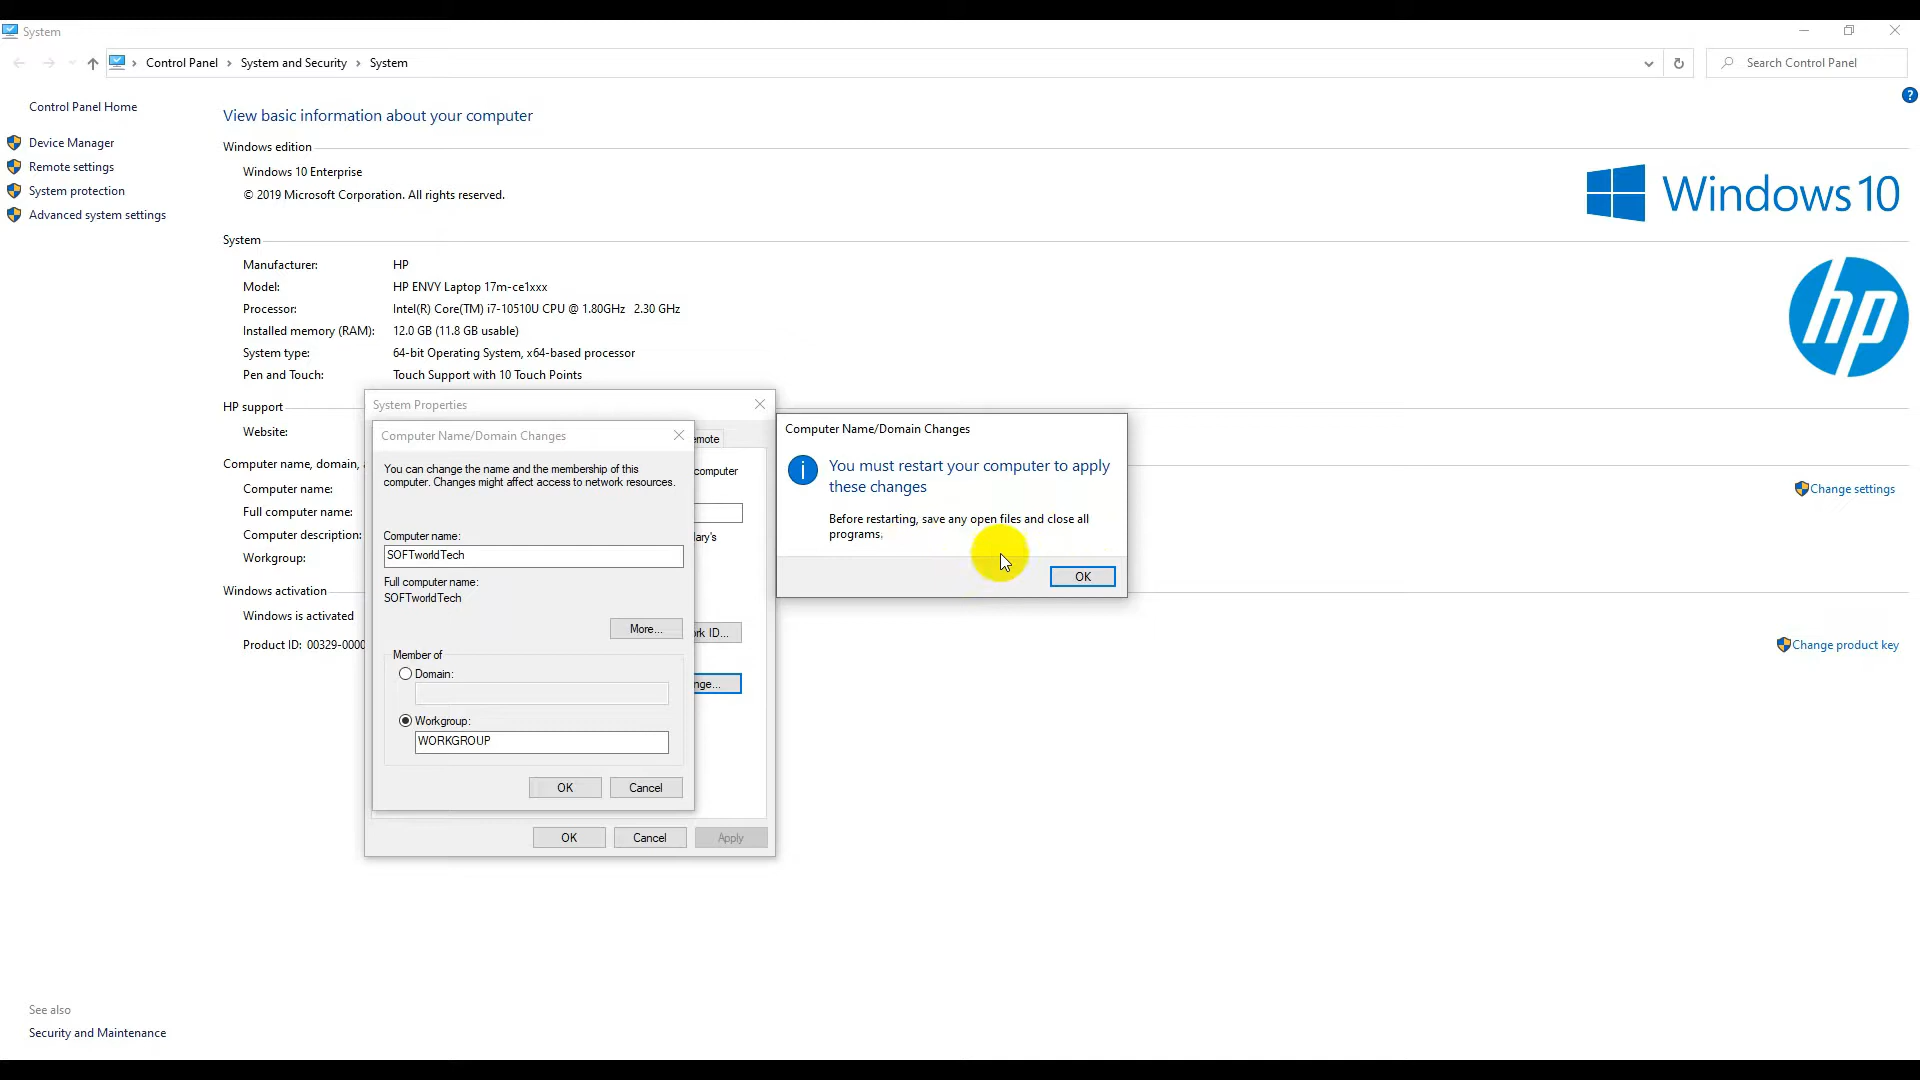 System
Control Panel
System and Security
System
Search Control Panel
Control Panel Home
Device Manager
Remote settings
System protection
Advanced system settings
View basic information about your computer
Windows edition
Windows 10 Enterprise
© 2019 Microsoft Corporation. All rights reserved.
Windows 10
System
Manufacturer: HP
Model: HP ENVY Laptop 17m-ce1xxx
Processor: Intel(R) Core(TM) i7-10510U CPU @ 1.80GHz 2.30 GHz
Installed memory (RAM): 12.0 GB (11.8 GB usable)
System type: 64-bit Operating System, x64-based processor
Pen and Touch: Touch Support with 10 Touch Points
hp
HP support
Website:
Computer name, domain,
Computer name:
Full computer name:
Computer description:
Workgroup:
Change settings
Windows activation
Windows is activated
Product ID: 00329-0000
Change product key
System Properties
emote
computer
lary's
rk ID...
nge...
OK
Cancel
Apply
Computer Name/Domain Changes
You can change the name and the membership of this
computer. Changes might affect access to network resources.
Computer name:
SOFTworldTech
Full computer name:
SOFTworldTech
More...
Member of
Domain:
Workgroup:
WORKGROUP
OK
Cancel
Computer Name/Domain Changes
You must restart your computer to apply
these changes
Before restarting, save any open files and close all
programs.
OK
See also
Security and Maintenance